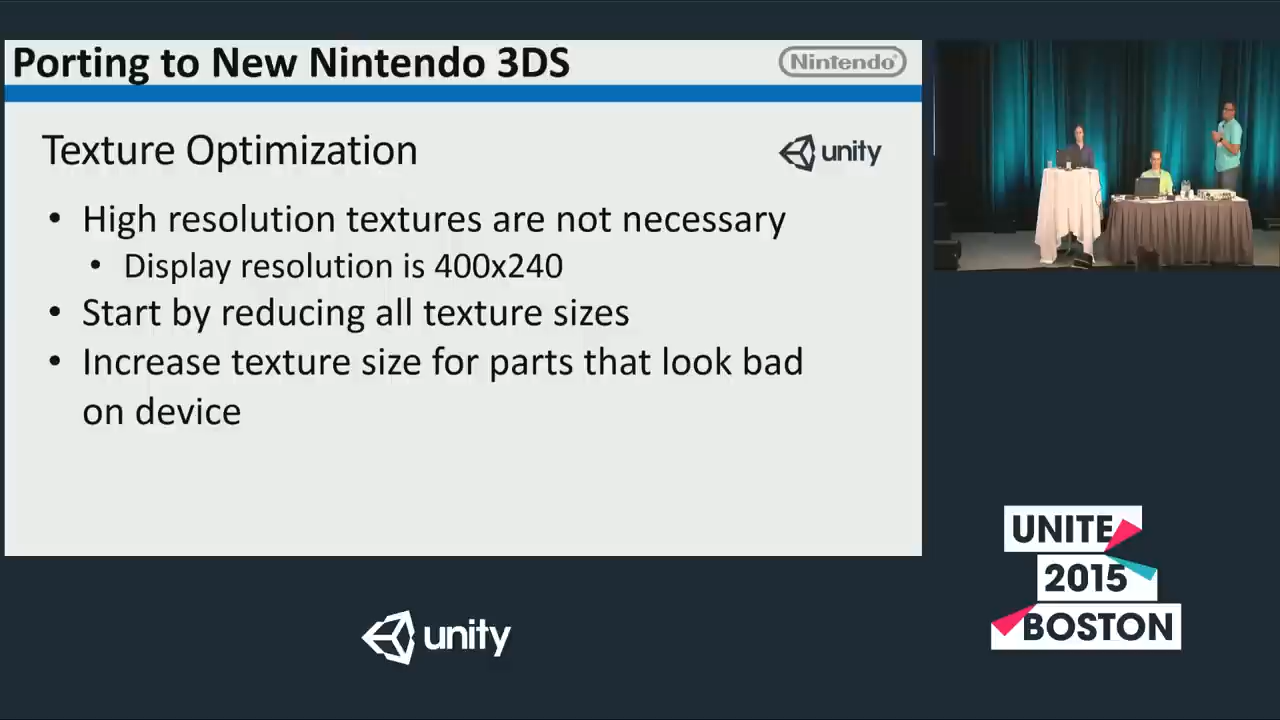 Porting to New Nintendo 3DS
Nintendo®
Texture Optimization
unity
• High resolution textures are not necessary
• Display resolution is 400x240
• Start by reducing all texture sizes
• Increase texture size for parts that look bad
on device
UNITE
2015
BOSTON
unity